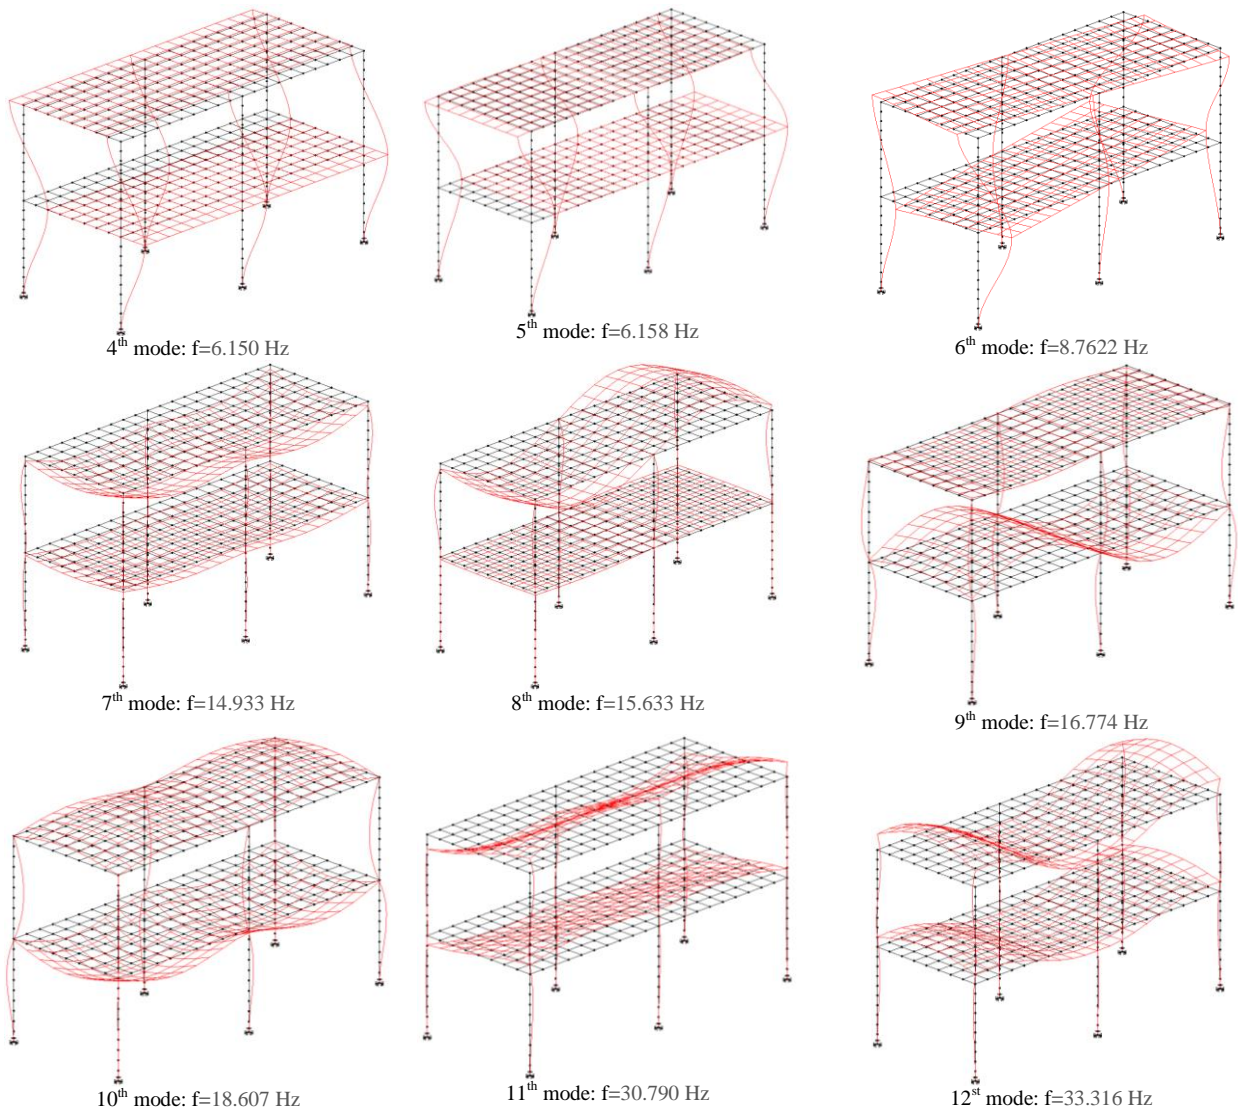 4th mode: f=6.150 Hz
5th mode: f=6.158 Hz
6th mode: f=8.7622 Hz
7th mode: f=14.933 Hz
8th mode: f=15.633 Hz
9th mode: f=16.774 Hz
10th mode: f=18.607 Hz
11th mode: f=30.790 Hz
12st mode: f=33.316 Hz